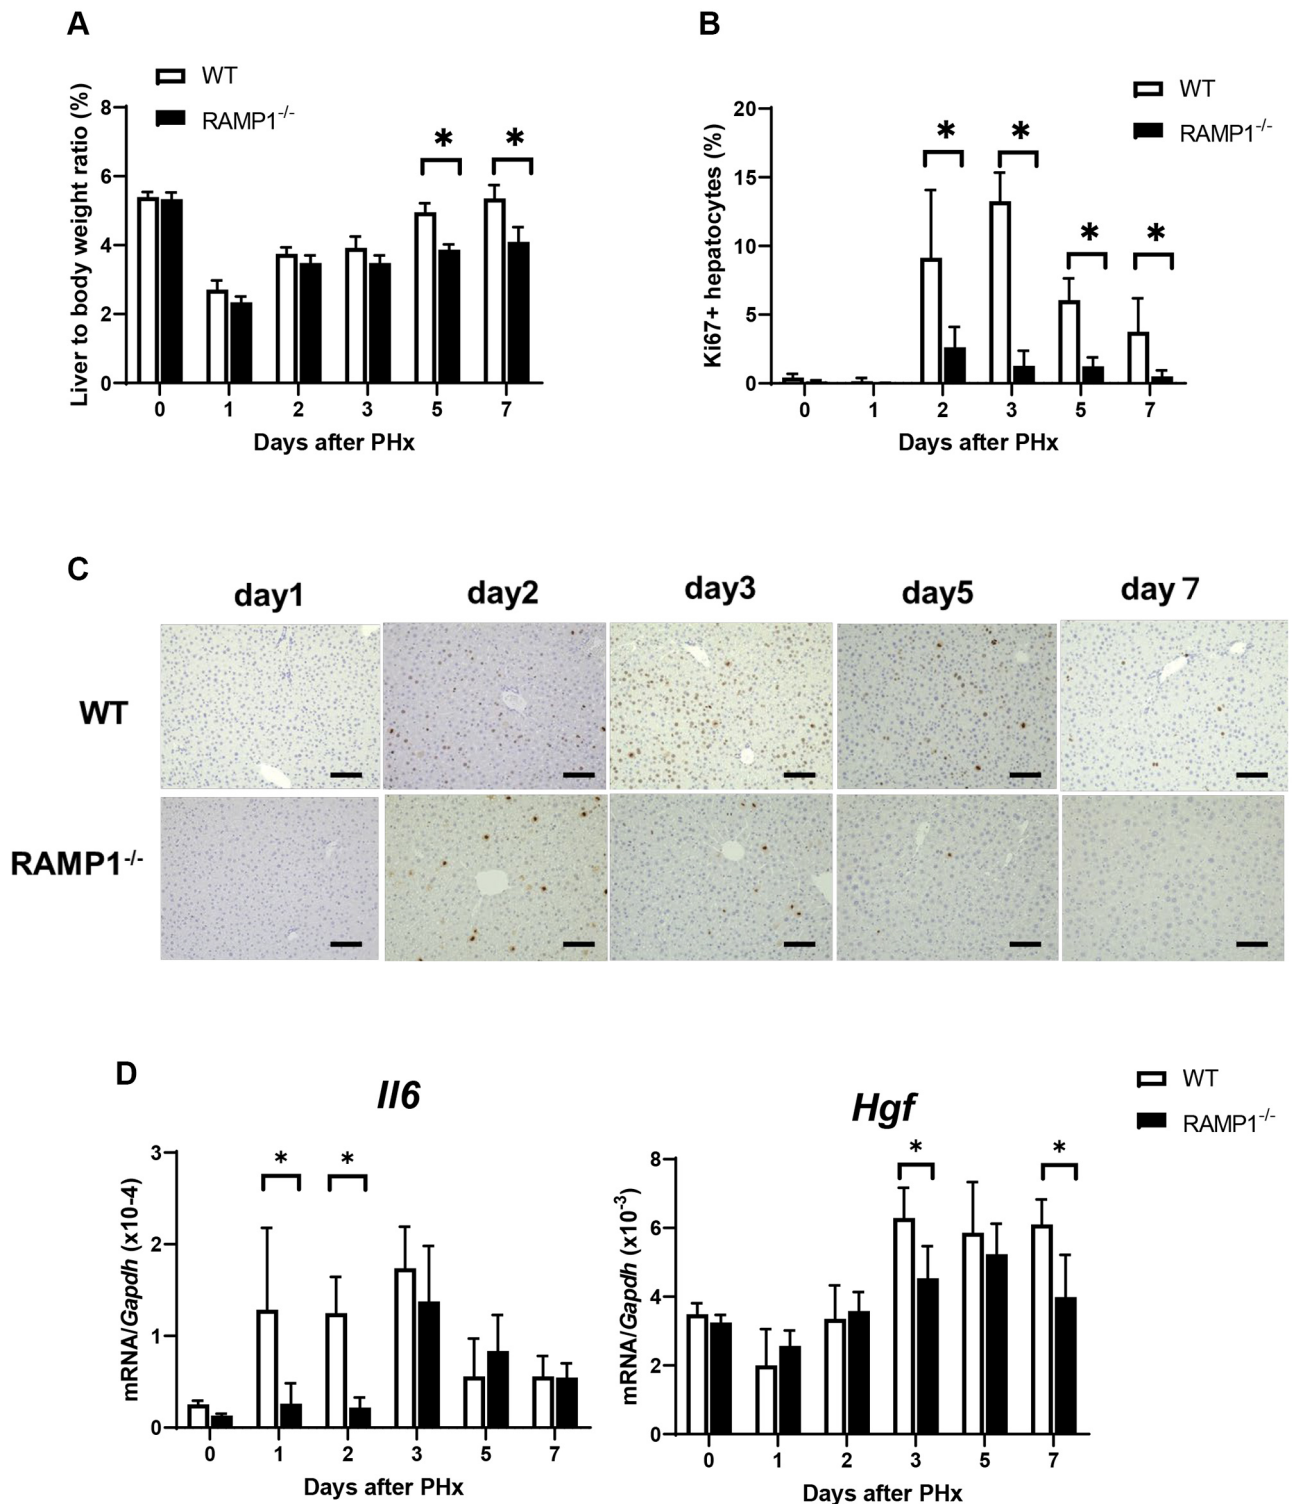 A
WT
RAMP1-/-
Liver to body weight ratio (%)
8
6
4
2
0
* *
0 1 2 3 5 7
Days after PHx
B
WT
RAMP1-/-
Ki67+ hepatocytes (%)
20
15
10
5
0
* * * *
0 1 2 3 5 7
Days after PHx
C
day1 day2 day3 day5 day 7
WT
RAMP1-/-
D
Il6
mRNA/Gapdh (x10-4)
3
2
1
0
* *
0 1 2 3 5 7
Days after PHx
Hgf
WT
RAMP1-/-
mRNA/Gapdh (x10-3)
8
6
4
2
0
* *
0 1 2 3 5 7
Days after PHx